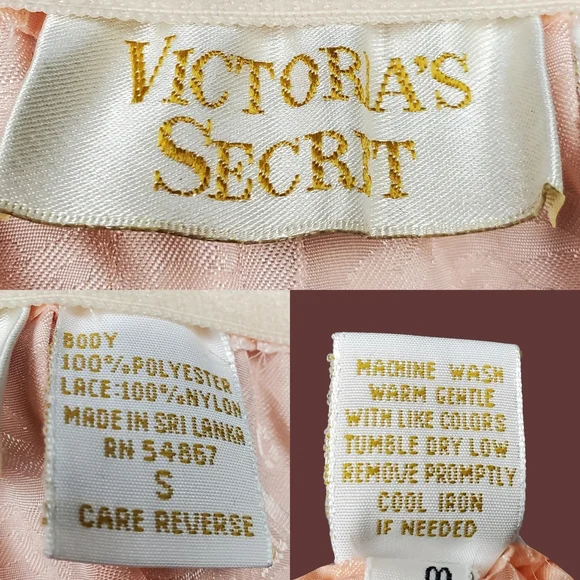 VICTORIA'S
SECRET
BODY
100% POLYESTER
LACE:100% NYLON
MADE IN SRI LANKA
RN 54867
S
CARE REVERSE
MACHINE WASH
WARM GENTLE
WITH LIKE COLORS
TUMBLE DRY LOW
REMOVE PROMPTLY
COOL IRON
IF NEEDED